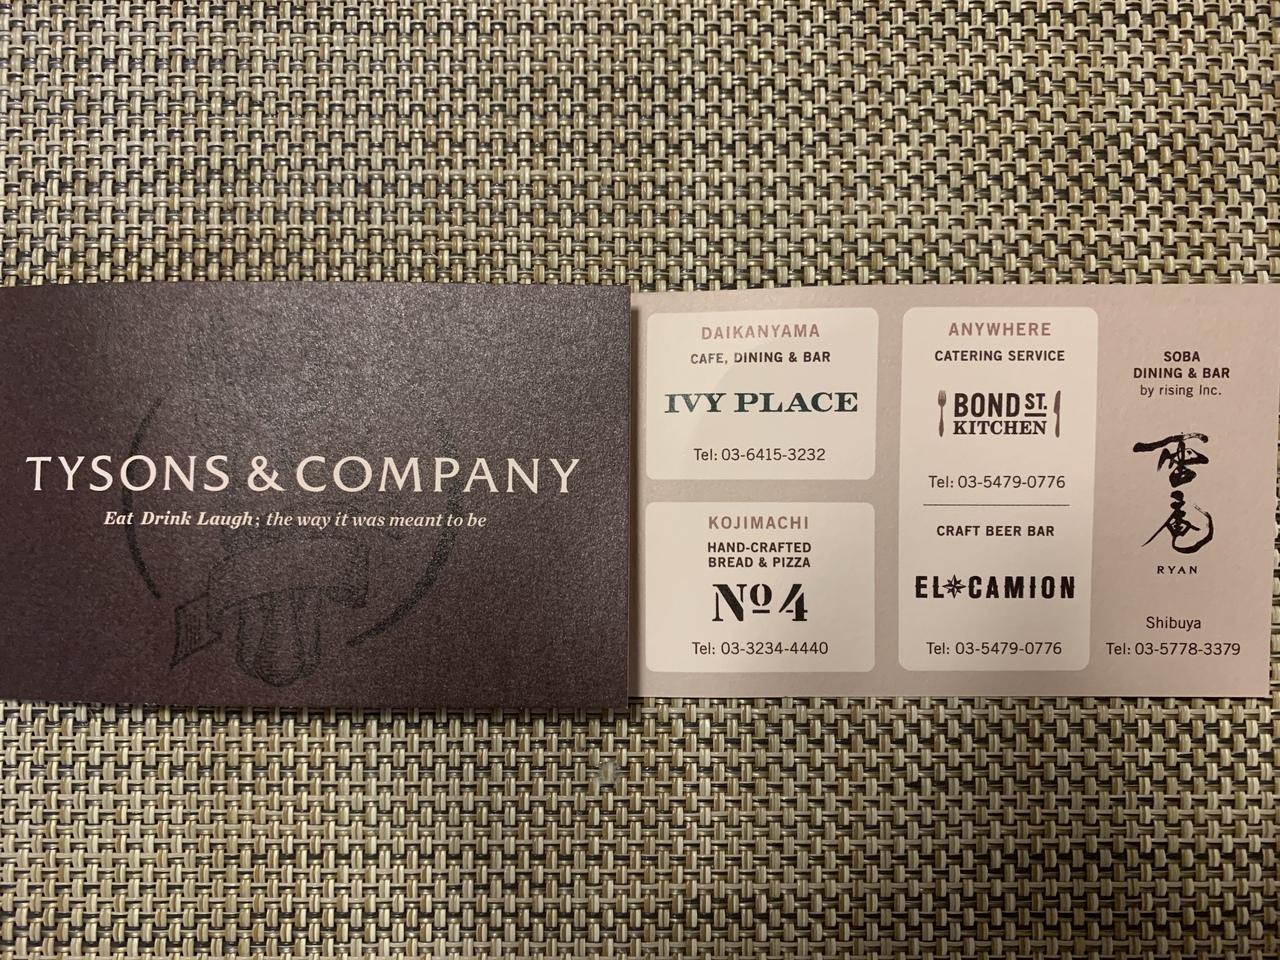 TYSONS & COMPANY
Eat Drink Laugh; the way it was meant to be
DAIKANYAMA
CAFE, DINING & BAR
IVY PLACE
Tel: 03-6415-3232
KOJIMACHI
HAND-CRAFTED
BREAD & PIZZA
Nº 4
Tel: 03-3234-4440
ANYWHERE
CATERING SERVICE
BOND ST.
KITCHEN
Tel: 03-5479-0776
CRAFT BEER BAR
EL CAMION
Tel: 03-5479-0776
SOBA
DINING & BAR
by rising Inc.
雷庵
RYAN
Shibuya
Tel: 03-5778-3379